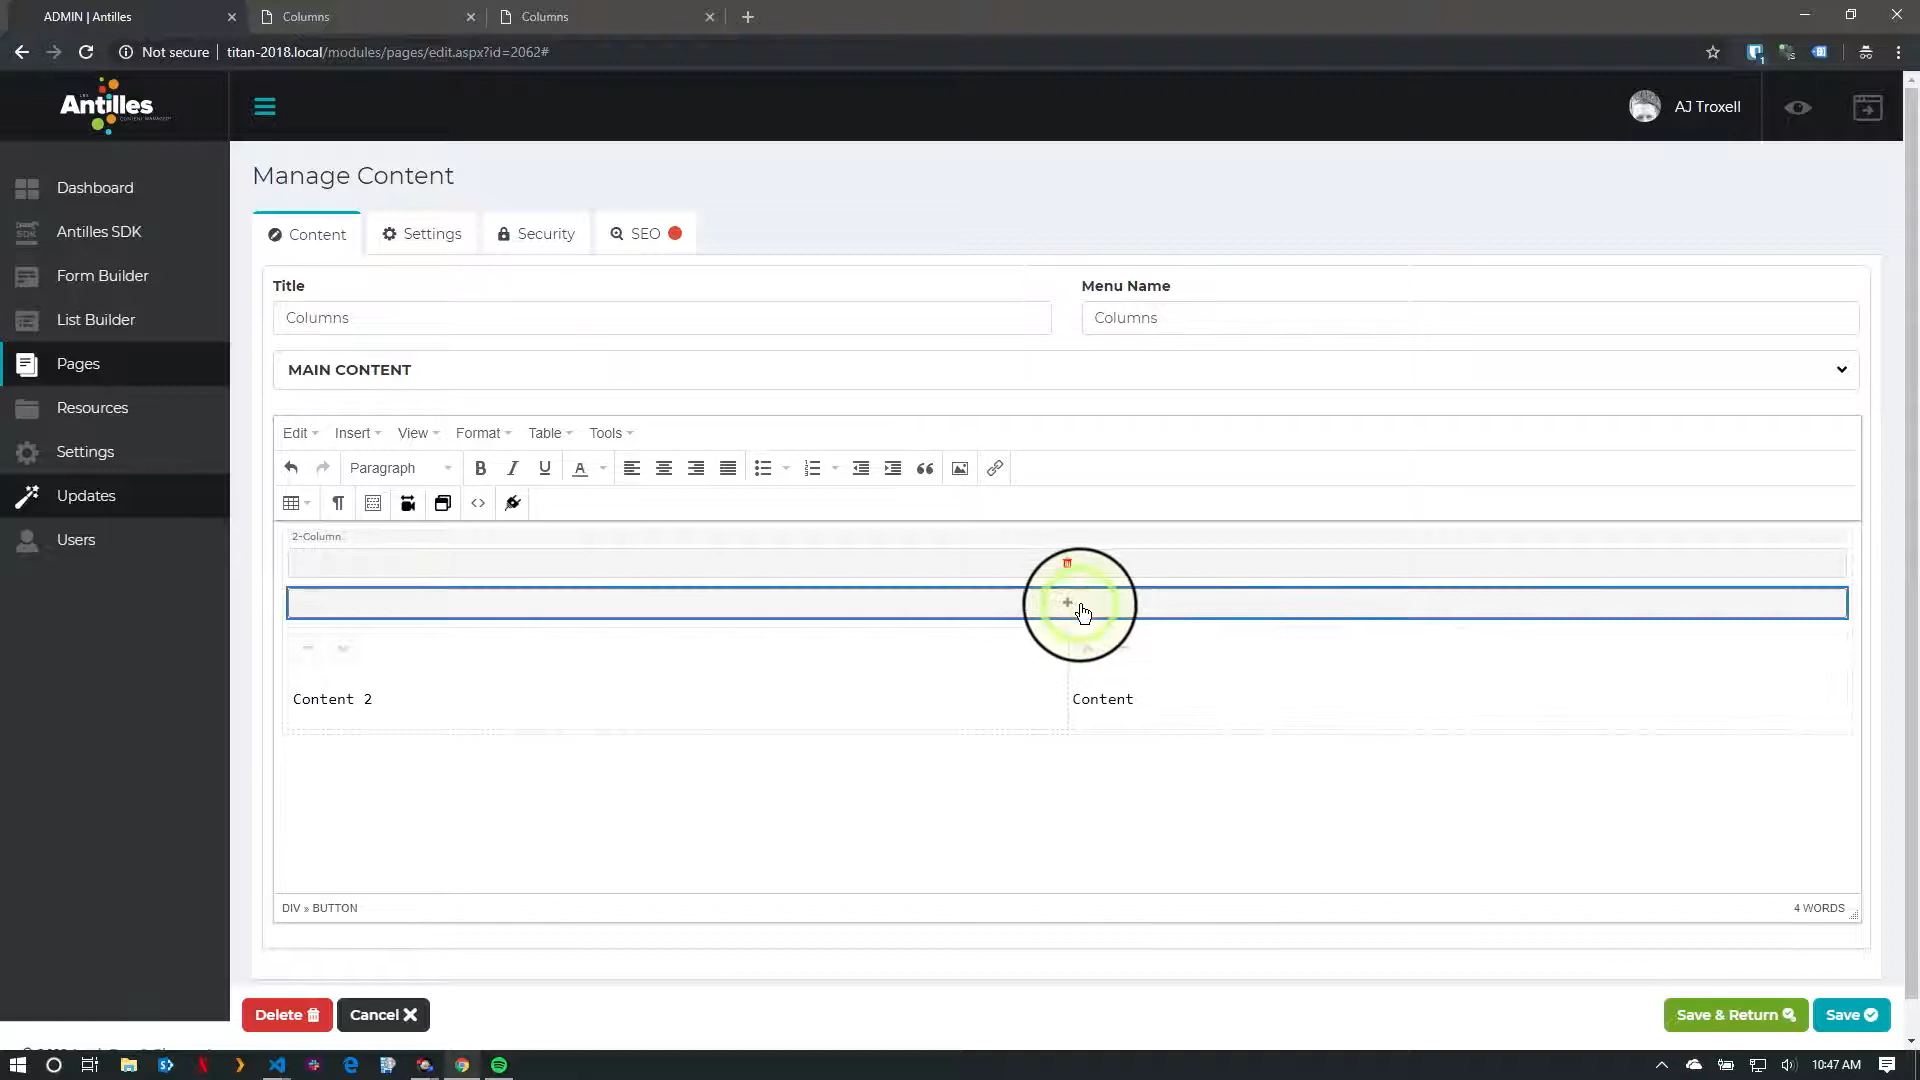 ADMIN | Antilles
Columns
Columns
Not secure
titan-2018.local/modules/pages/edit.aspx?id=2062#
Antilles
AJ Troxell
Dashboard
Antilles SDK
Form Builder
List Builder
Pages
Resources
Settings
Updates
Users
Manage Content
Content
Settings
Security
SEO
Title
Menu Name
Columns
Columns
MAIN CONTENT
Edit
Insert
View
Format
Table
Tools
Paragraph
2-Column
Content 2
Content
DIV » BUTTON
4 WORDS
Delete
Cancel
Save & Return
Save
10:47 AM